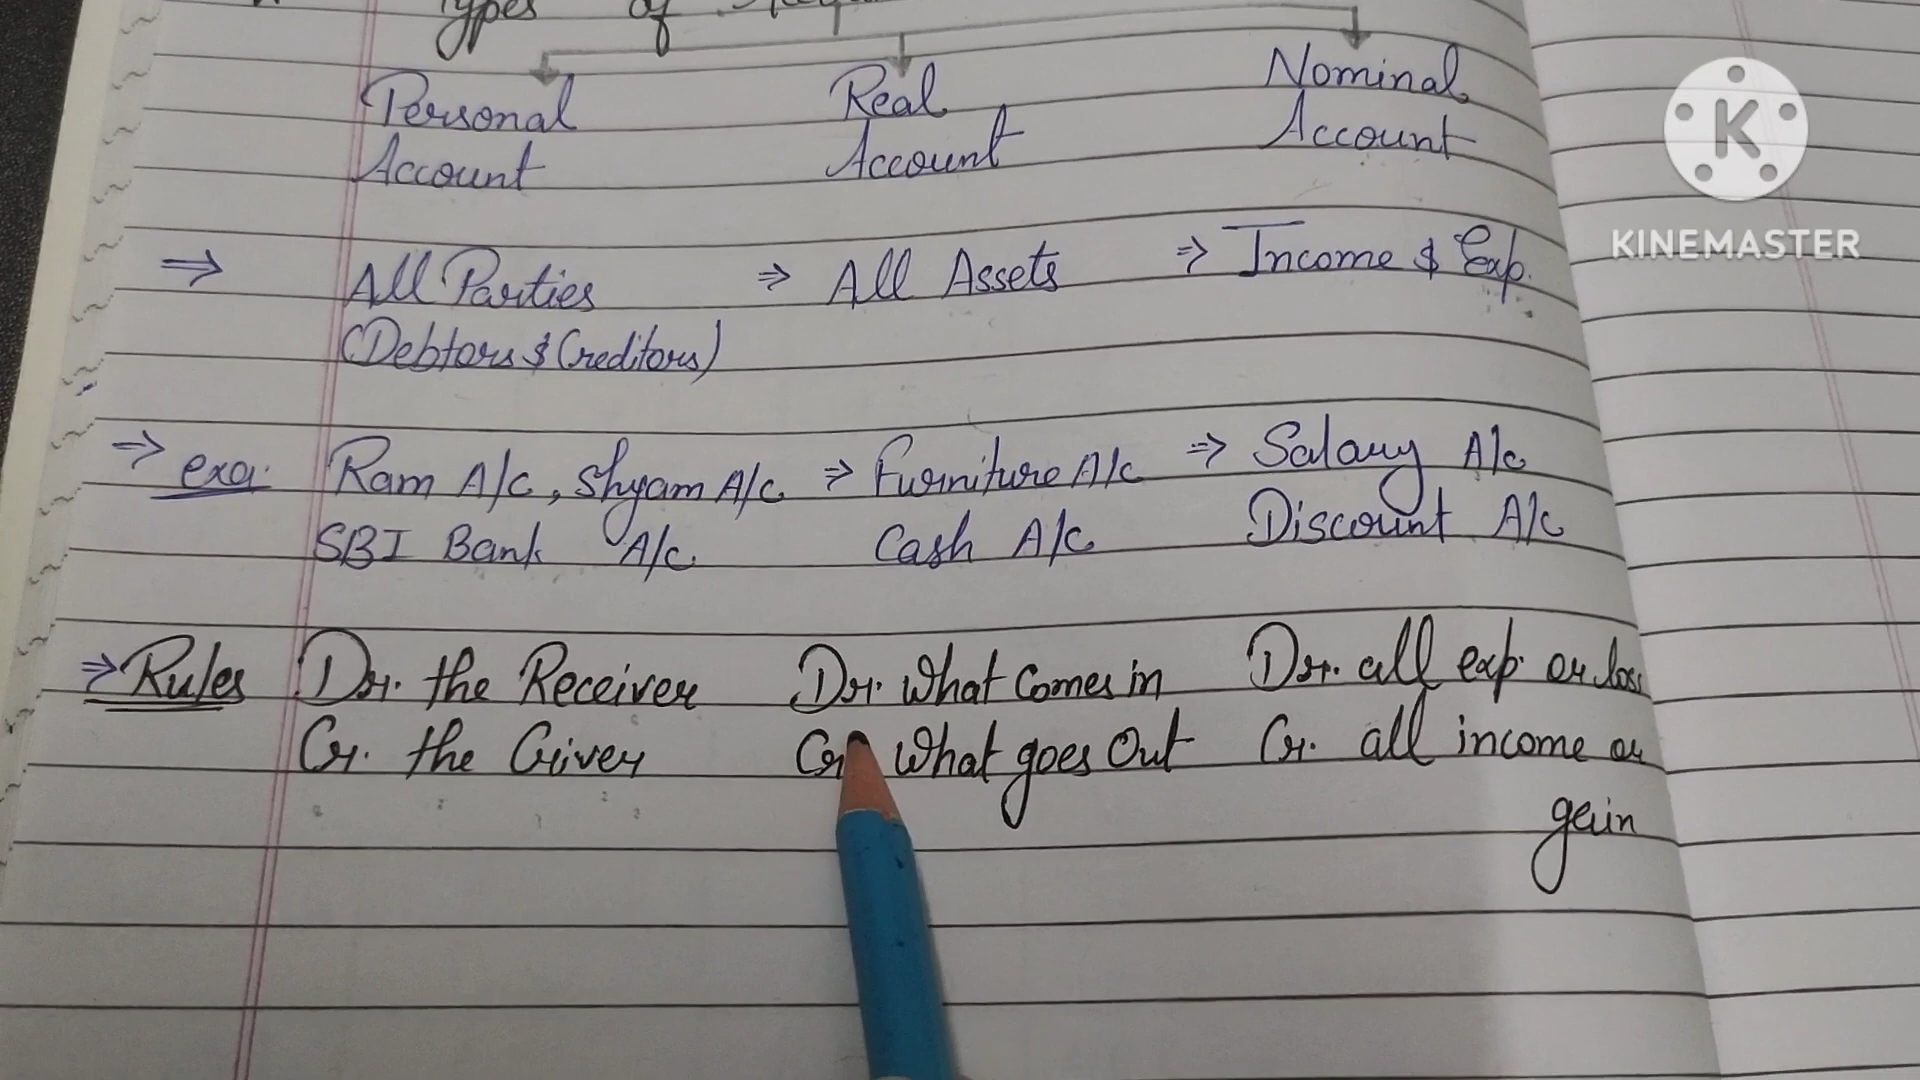 Types of
Personal Account
Real Account
Nominal Account
⇒ All Parties (Debtors & Creditors)
⇒ All Assets
⇒ Income & Exp.
⇒ exa. Ram A/c, Shyam A/c
SBI Bank A/c.
⇒ Furniture A/c
Cash A/c
⇒ Salary A/c
Discount A/c
⇒ Rules
Dr. the Receiver
Cr. the Giver
Dr. What Comes in
Cr. What goes Out
Dr. all exp. or loss
Cr. all income or
gain
K
KINEMASTER